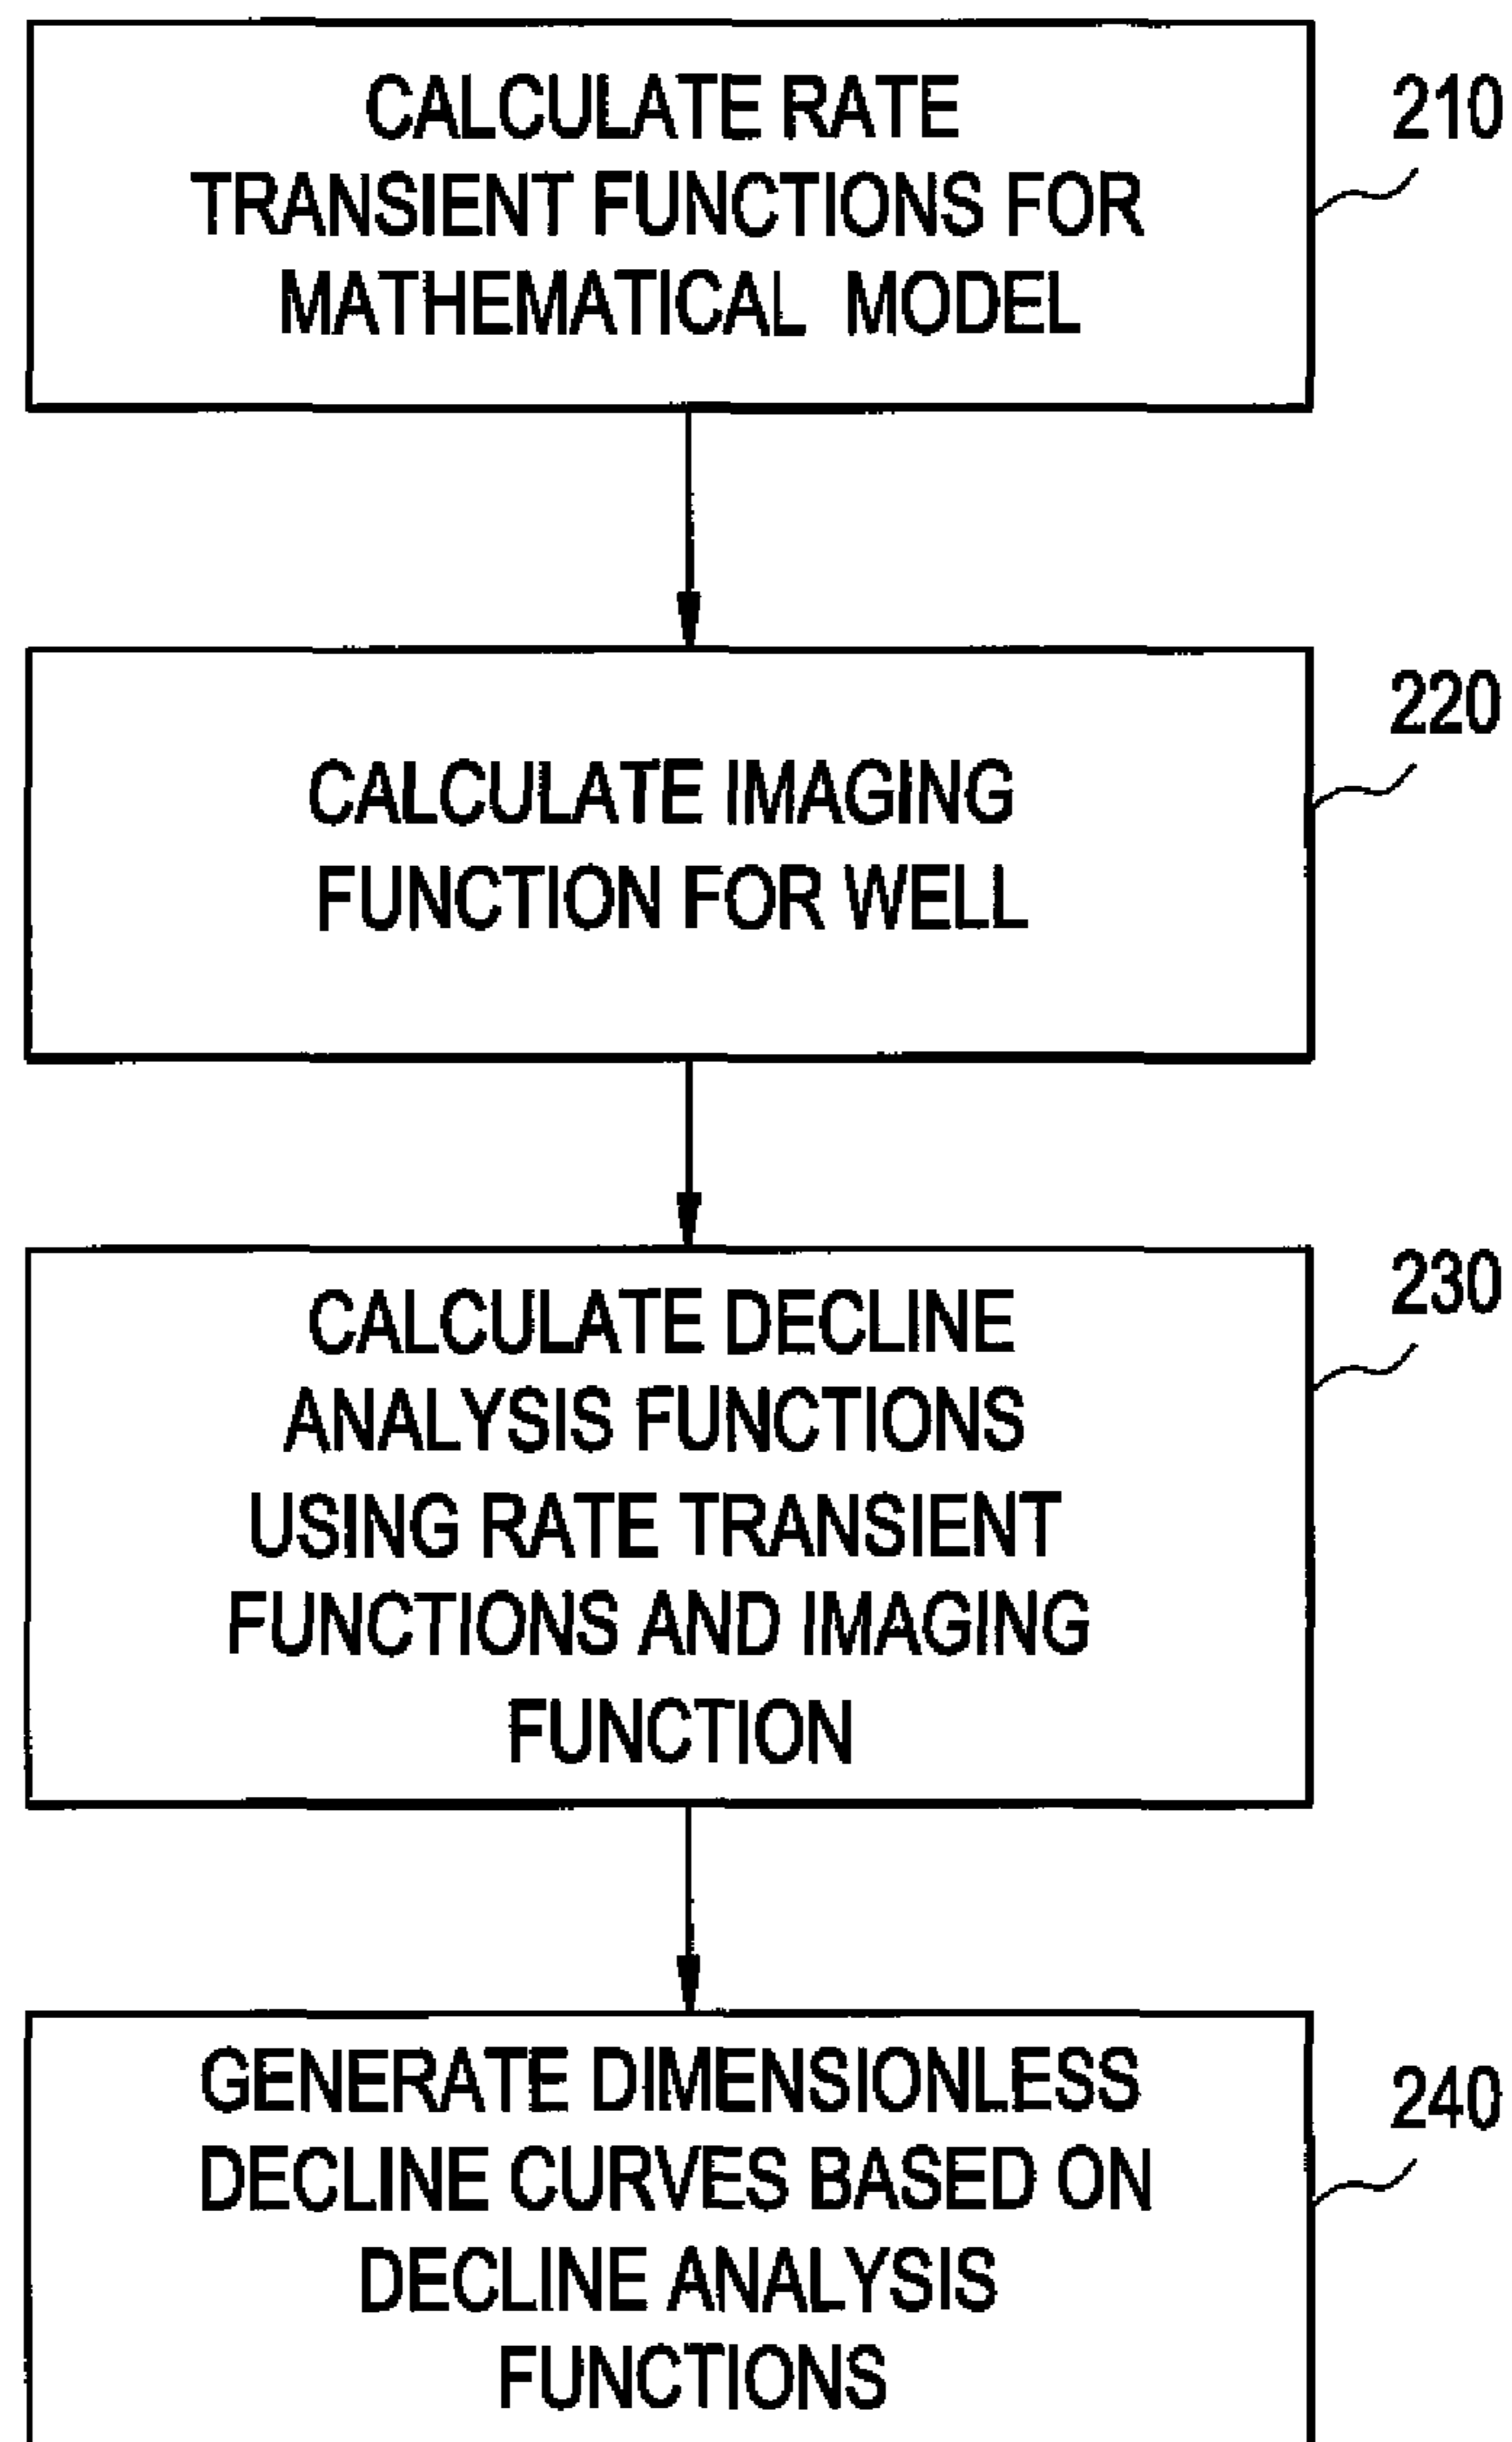 CALCULATE RATE
TRANSIENT FUNCTIONS FOR
MATHEMATICAL MODEL
210
CALCULATE IMAGING
FUNCTION FOR WELL
220
CALCULATE DECLINE
ANALYSIS FUNCTIONS
USING RATE TRANSIENT
FUNCTIONS AND IMAGING
FUNCTION
230
GENERATE DIMENSIONLESS
DECLINE CURVES BASED ON
DECLINE ANALYSIS
FUNCTIONS
240